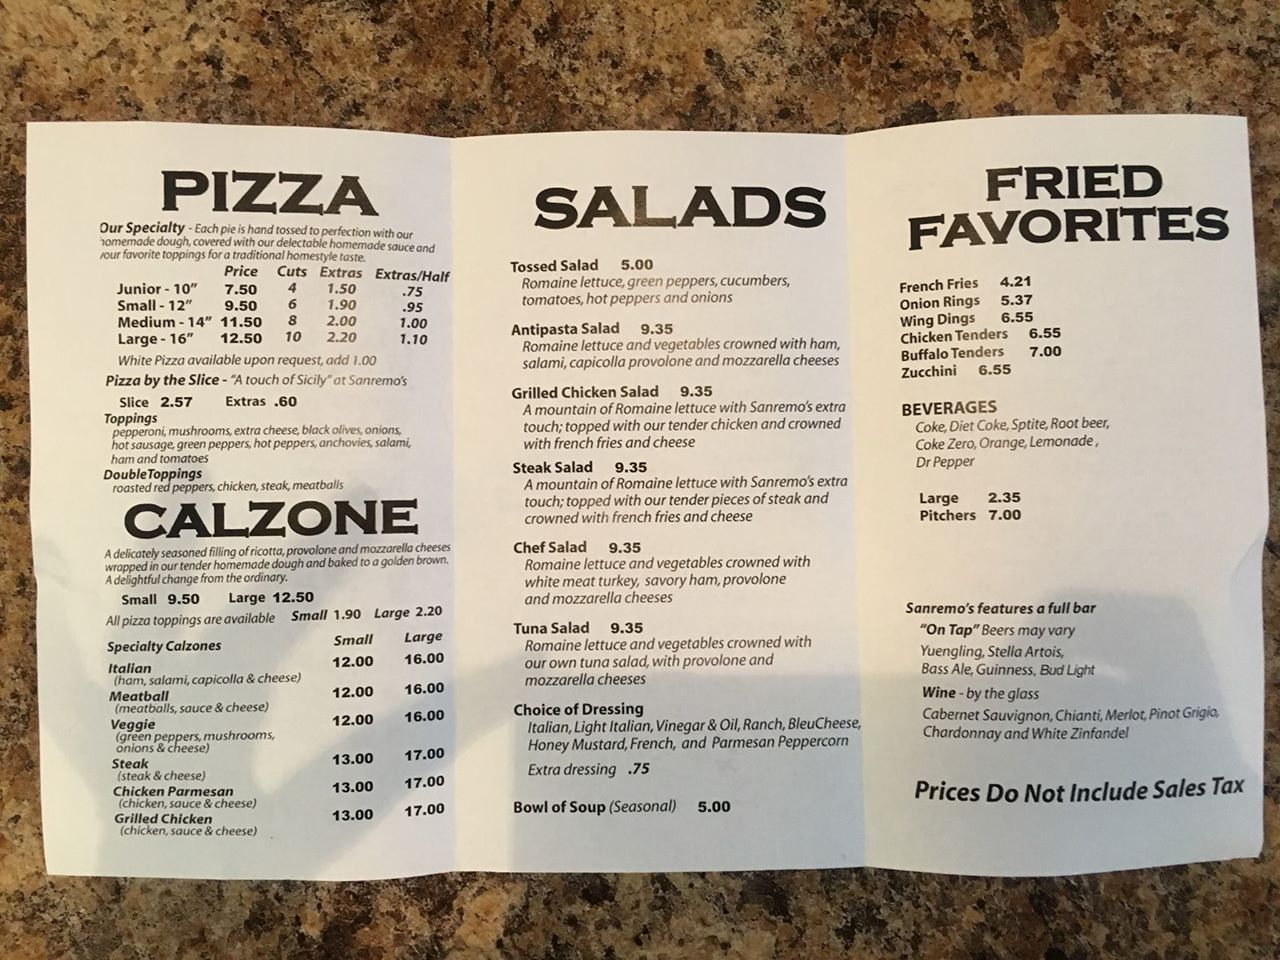 PIZZA
Our Specialty - Each pie is hand tossed to perfection with our
homemade dough, covered with our delectable homemade sauce and
your favorite toppings for a traditional homestyle taste.
Price Cuts Extras Extras/Half
Junior - 10" 7.50 4 1.50 .75
Small - 12" 9.50 6 1.90 .95
Medium - 14" 11.50 8 2.00 1.00
Large - 16" 12.50 10 2.20 1.10
White Pizza available upon request, add 1.00
Pizza by the Slice - "A touch of Sicily" at Sanremo's
Slice 2.57 Extras .60
Toppings
pepperoni, mushrooms, extra cheese, black olives, onions,
hot sausage, green peppers, hot peppers, anchovies, salami,
ham and tomatoes
DoubleToppings
roasted red peppers, chicken, steak, meatballs
CALZONE
A delicately seasoned filling of ricotta, provolone and mozzarella cheeses
wrapped in our tender homemade dough and baked to a golden brown.
A delightful change from the ordinary.
Small 9.50 Large 12.50
All pizza toppings are available Small 1.90 Large 2.20
Specialty Calzones Small Large
Italian 12.00 16.00
(ham, salami, capicolla & cheese)
Meatball 12.00 16.00
(meatballs, sauce & cheese)
Veggie 12.00 16.00
(green peppers, mushrooms,
onions & cheese)
Steak 13.00 17.00
(steak & cheese)
Chicken Parmesan 13.00 17.00
(chicken, sauce & cheese)
Grilled Chicken 13.00 17.00
(chicken, sauce & cheese)
SALADS
Tossed Salad 5.00
Romaine lettuce, green peppers, cucumbers,
tomatoes, hot peppers and onions
Antipasta Salad 9.35
Romaine lettuce and vegetables crowned with ham,
salami, capicolla provolone and mozzarella cheeses
Grilled Chicken Salad 9.35
A mountain of Romaine lettuce with Sanremo's extra
touch; topped with our tender chicken and crowned
with french fries and cheese
Steak Salad 9.35
A mountain of Romaine lettuce with Sanremo's extra
touch; topped with our tender pieces of steak and
crowned with french fries and cheese
Chef Salad 9.35
Romaine lettuce and vegetables crowned with
white meat turkey, savory ham, provolone
and mozzarella cheeses
Tuna Salad 9.35
Romaine lettuce and vegetables crowned with
our own tuna salad, with provolone and
mozzarella cheeses
Choice of Dressing
Italian, Light Italian, Vinegar & Oil, Ranch, BleuCheese,
Honey Mustard, French, and Parmesan Peppercorn
Extra dressing .75
Bowl of Soup (Seasonal) 5.00
FRIED
FAVORITES
French Fries 4.21
Onion Rings 5.37
Wing Dings 6.55
Chicken Tenders 6.55
Buffalo Tenders 7.00
Zucchini 6.55
BEVERAGES
Coke, Diet Coke, Sptite, Root beer,
Coke Zero, Orange, Lemonade ,
Dr Pepper
Large 2.35
Pitchers 7.00
Sanremo's features a full bar
"On Tap" Beers may vary
Yuengling, Stella Artois,
Bass Ale, Guinness, Bud Light
Wine - by the glass
Cabernet Sauvignon, Chianti, Merlot, Pinot Grigio,
Chardonnay and White Zinfandel
Prices Do Not Include Sales Tax